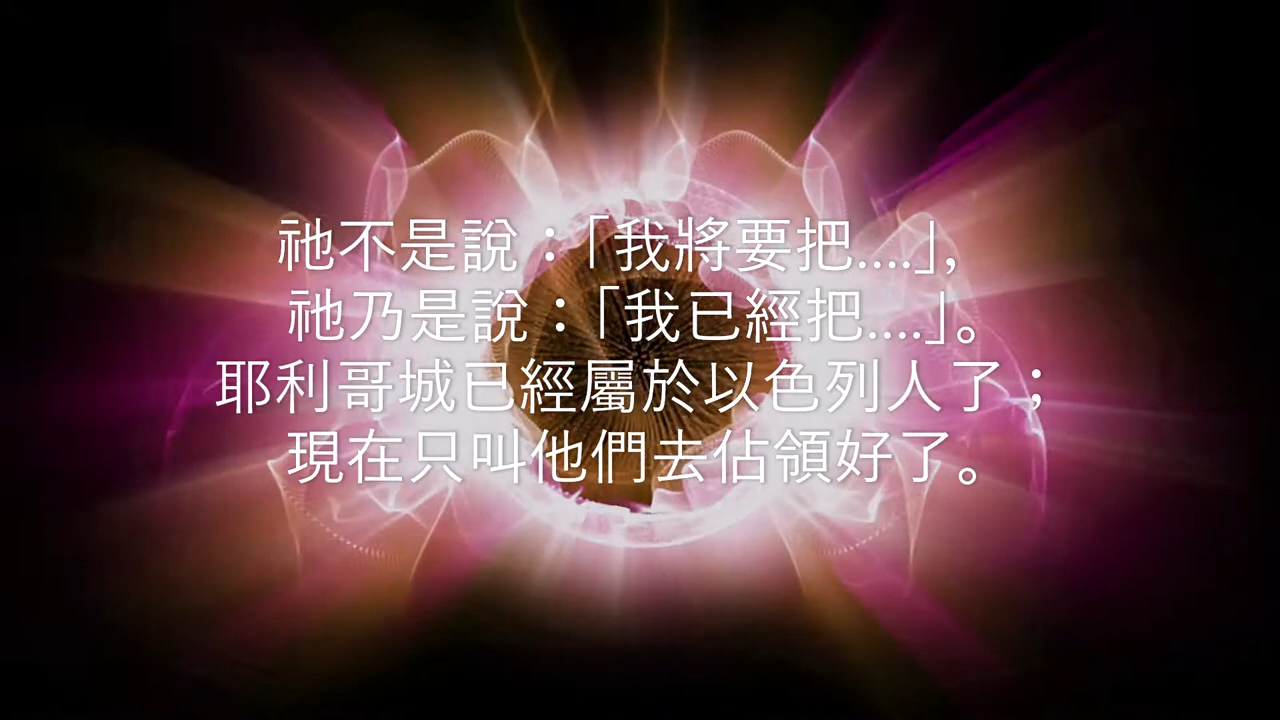 祂不是說：「我將要把....」,
祂乃是說：「我已經把....」。
耶利哥城已經屬於以色列人了；
現在只叫他們去佔領好了。